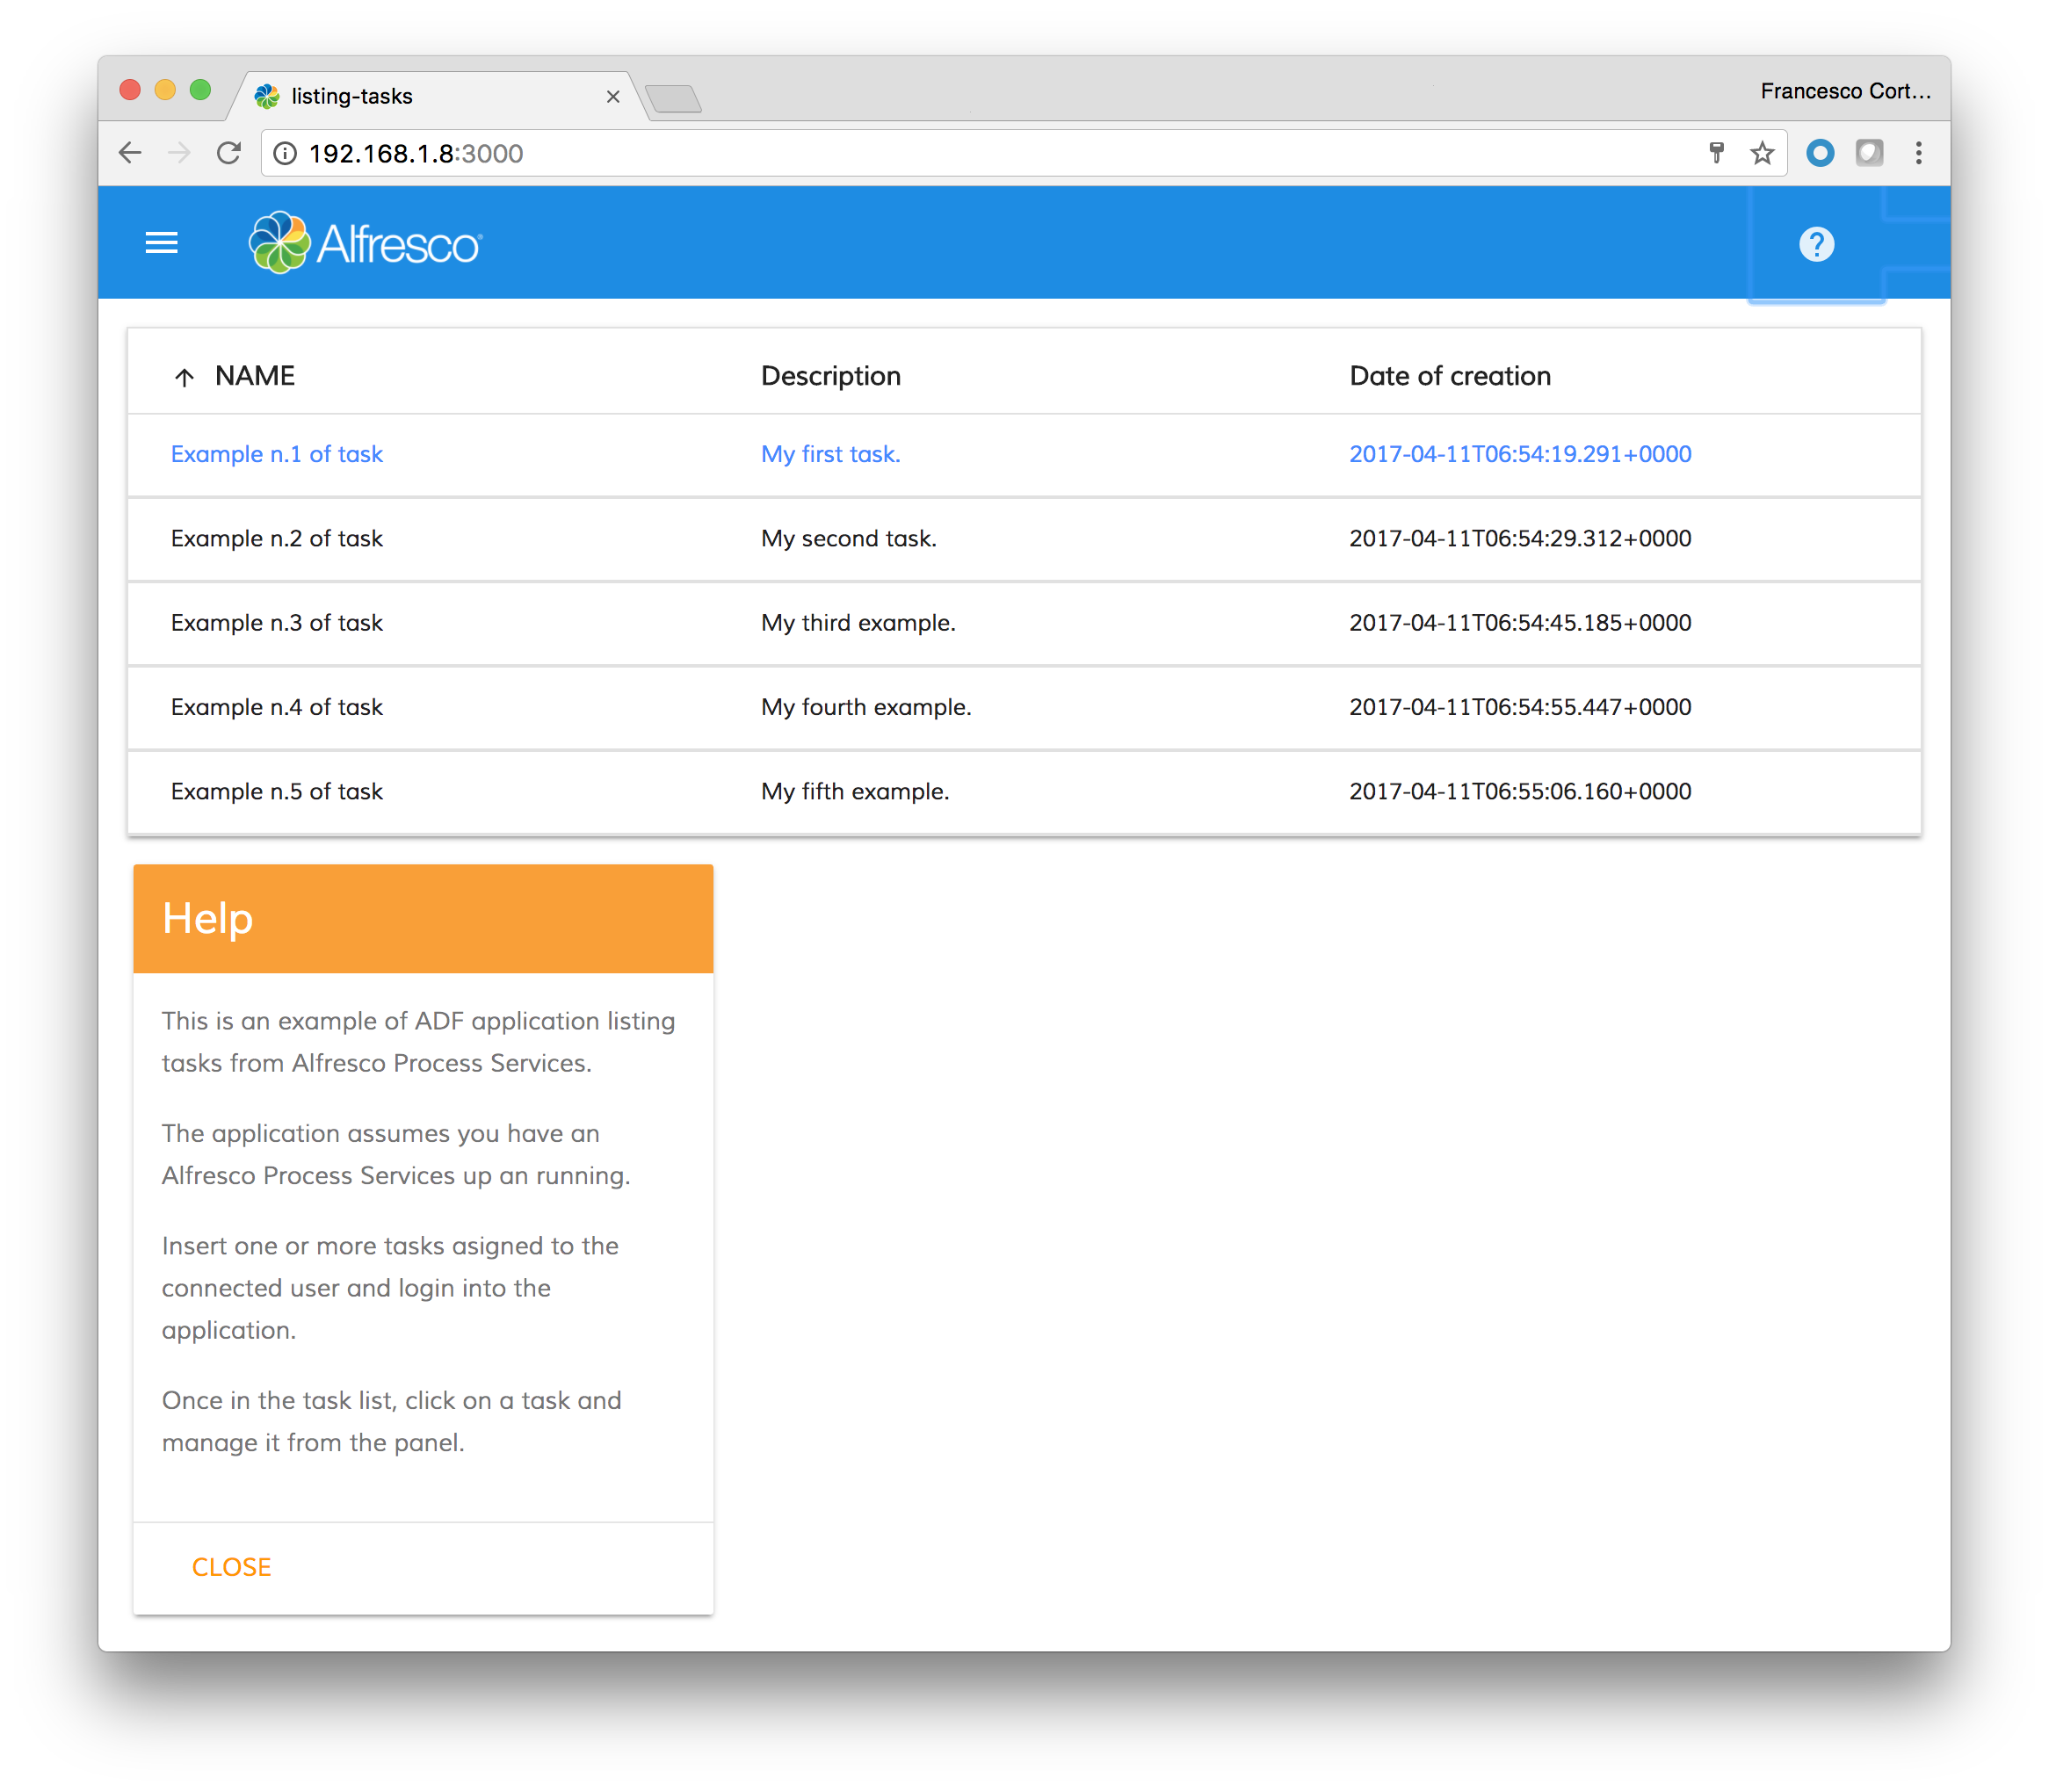 listing-tasks
Francesco Cort...
192.168.1.8:3000
Alfresco
NAME Description Date of creation
Example n.1 of task My first task. 2017-04-11T06:54:19.291+0000
Example n.2 of task My second task. 2017-04-11T06:54:29.312+0000
Example n.3 of task My third example. 2017-04-11T06:54:45.185+0000
Example n.4 of task My fourth example. 2017-04-11T06:54:55.447+0000
Example n.5 of task My fifth example. 2017-04-11T06:55:06.160+0000
Help
This is an example of ADF application listing
tasks from Alfresco Process Services.
The application assumes you have an
Alfresco Process Services up an running.
Insert one or more tasks asigned to the
connected user and login into the
application.
Once in the task list, click on a task and
manage it from the panel.
CLOSE